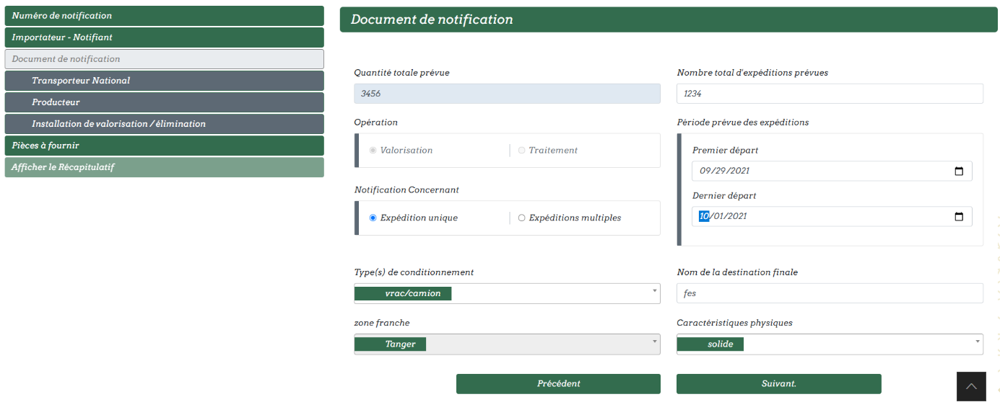 Numéro de notification
Importateur - Notifiant
Document de notification
Transporteur National
Producteur
Installation de valorisation / élimination
Pièces à fournir
Afficher le Récapitulatif
Document de notification
Quantité totale prévue
3456
Nombre total d'expéditions prévues
1234
Opération
Valorisation
Traitement
Période prévue des expéditions
Premier départ
09/29/2021
Dernier départ
10/01/2021
Notification Concernant
Expédition unique
Expéditions multiples
Type(s) de conditionnement
vrac/camion
Nom de la destination finale
fes
zone franche
Tanger
Caractéristiques physiques
solide
Précédent
Suivant.